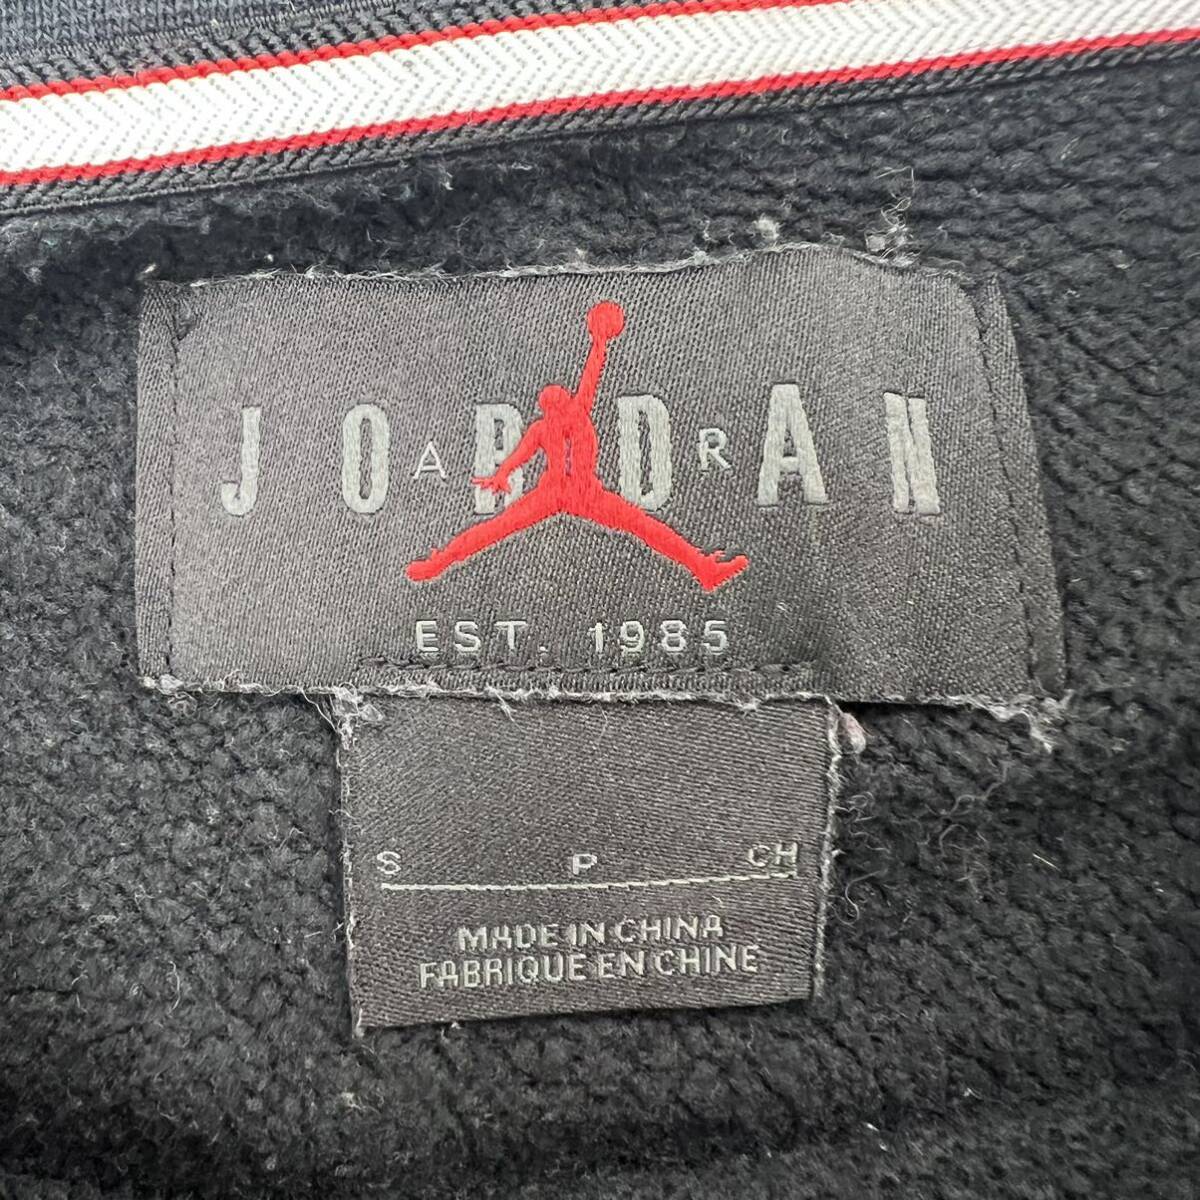 JORDAN
AIR
EST. 1985
S P CH
MADE IN CHINA
FABRIQUE EN CHINE